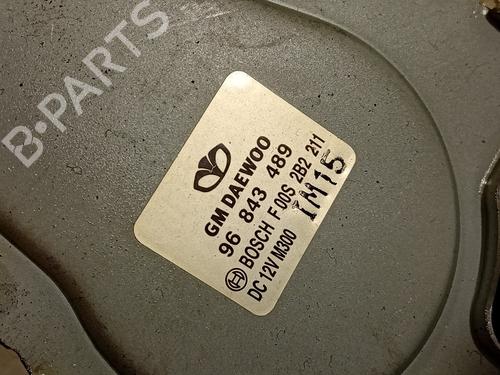 B-PARTS
GM DAEWOO
96 843 489
BOSCH F 00S 2B2 211
DC 12V M300 IM15